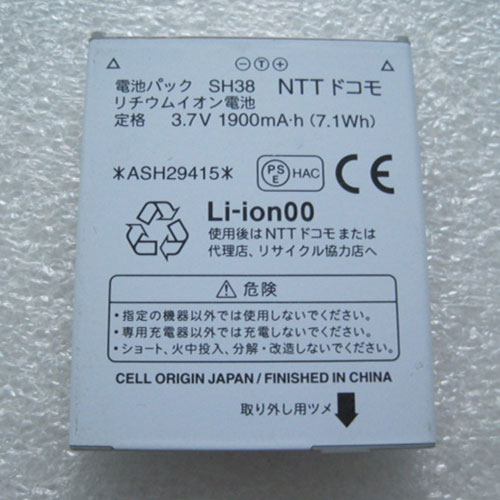 - T +
電池パック SH38 NTT ドコモ
リチウムイオン電池
定格 3.7V 1900mA·h (7.1Wh)
*ASH29415* PSE HAC CE
Li-ion00
使用後はNTTドコモまたは
代理店、リサイクル協力店へ
危険
・指定の機器以外では使用しないでください。
・専用充電器以外では充電しないでください。
・ショート、火中投入、分解・改造しないでください。
CELL ORIGIN JAPAN / FINISHED IN CHINA
取り外し用ツメ